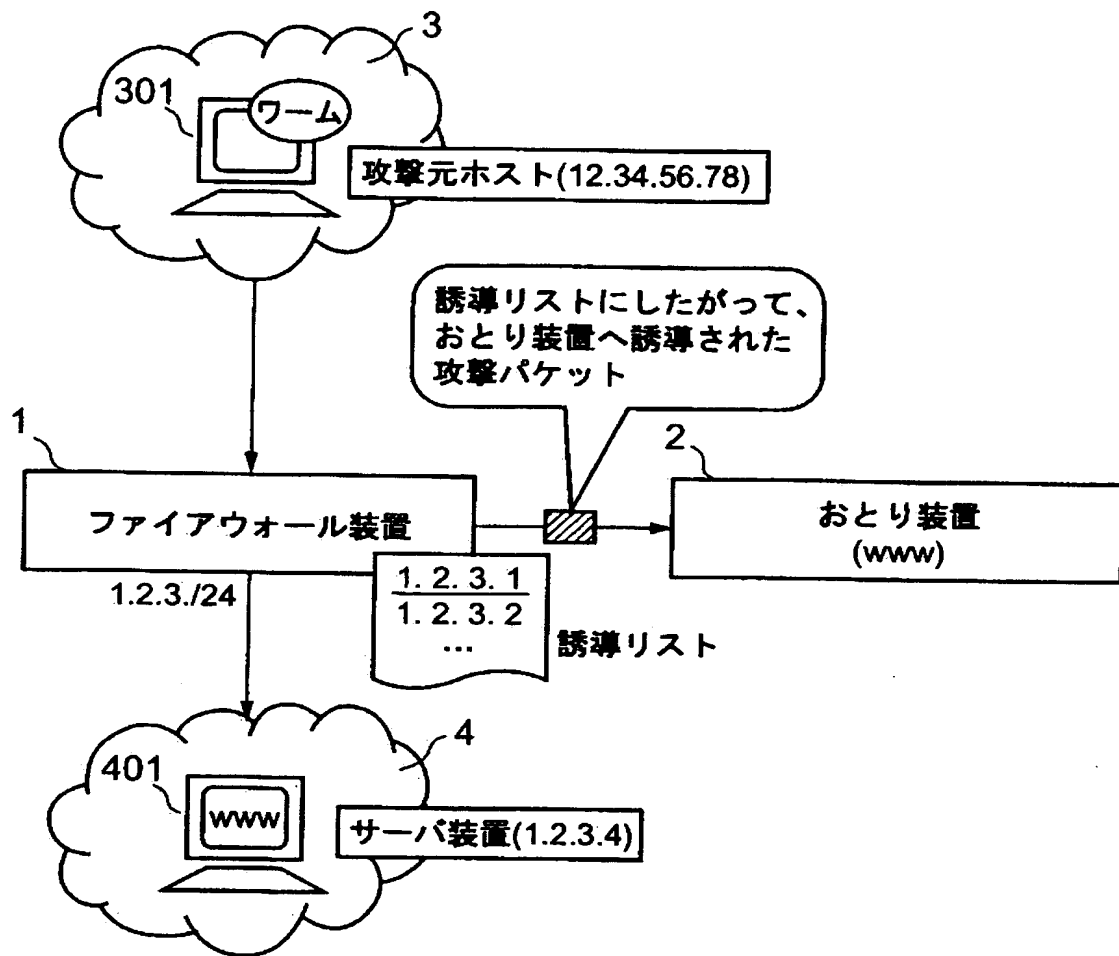 3
301
ワーム
攻撃元ホスト(12.34.56.78)
誘導リストにしたがって、
おとり装置へ誘導された
攻撃パケット
1
2
ファイアウォール装置
おとり装置
(www)
1.2.3./24
1. 2. 3. 1
1. 2. 3. 2
...
誘導リスト
4
401
www
サーバ装置(1.2.3.4)